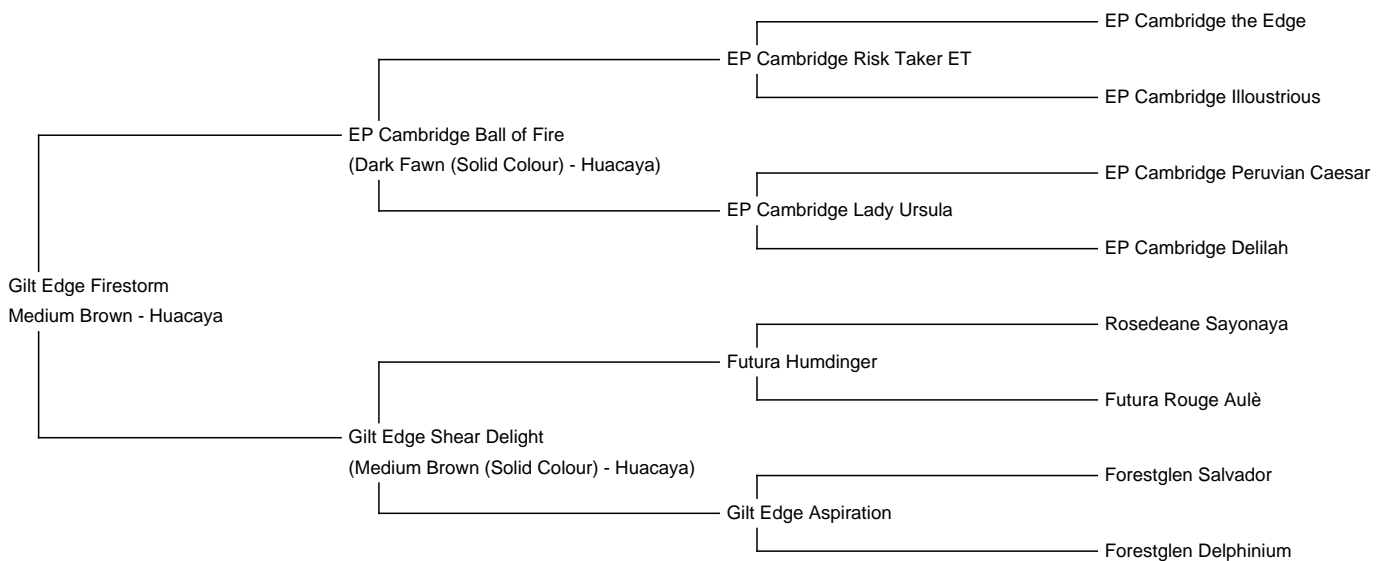 EP Cambridge the Edge
EP Cambridge Risk Taker ET
EP Cambridge Illoustrious
EP Cambridge Ball of Fire
(Dark Fawn (Solid Colour) - Huacaya)
EP Cambridge Peruvian Caesar
EP Cambridge Lady Ursula
EP Cambridge Delilah
Gilt Edge Firestorm
Medium Brown - Huacaya
Rosedeane Sayonaya
Futura Humdinger
Futura Rouge Aulè
Gilt Edge Shear Delight
(Medium Brown (Solid Colour) - Huacaya)
Forestglen Salvador
Gilt Edge Aspiration
Forestglen Delphinium